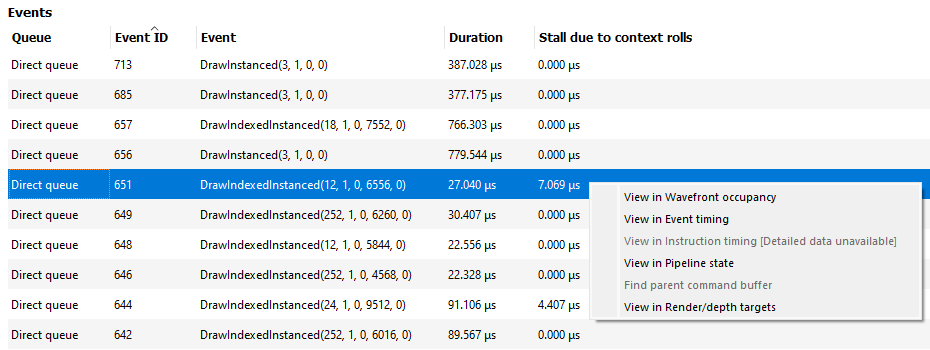 Events
Queue Event ID Event Duration Stall due to context rolls
Direct queue 713 DrawInstanced(3, 1, 0, 0) 387.028 µs 0.000 µs
Direct queue 685 DrawInstanced(3, 1, 0, 0) 377.175 µs 0.000 µs
Direct queue 657 DrawIndexedInstanced(18, 1, 0, 7552, 0) 766.303 µs 0.000 µs
Direct queue 656 DrawInstanced(3, 1, 0, 0) 779.544 µs 0.000 µs
Direct queue 651 DrawIndexedInstanced(12, 1, 0, 6556, 0) 27.040 µs 7.069 µs
View in Wavefront occupancy
Direct queue 649 DrawIndexedInstanced(252, 1, 0, 6260, 0) 30.407 µs 0.000 µs
View in Event timing
Direct queue 648 DrawIndexedInstanced(12, 1, 0, 5844, 0) 22.556 µs 0.000 µs
View in Instruction timing [Detailed data unavailable]
View in Pipeline state
Direct queue 646 DrawIndexedInstanced(252, 1, 0, 4568, 0) 22.328 µs 0.000 µs
Find parent command buffer
Direct queue 644 DrawIndexedInstanced(24, 1, 0, 9512, 0) 91.106 µs 4.407 µs
View in Render/depth targets
Direct queue 642 DrawIndexedInstanced(252, 1, 0, 6016, 0) 89.567 µs 0.000 µs